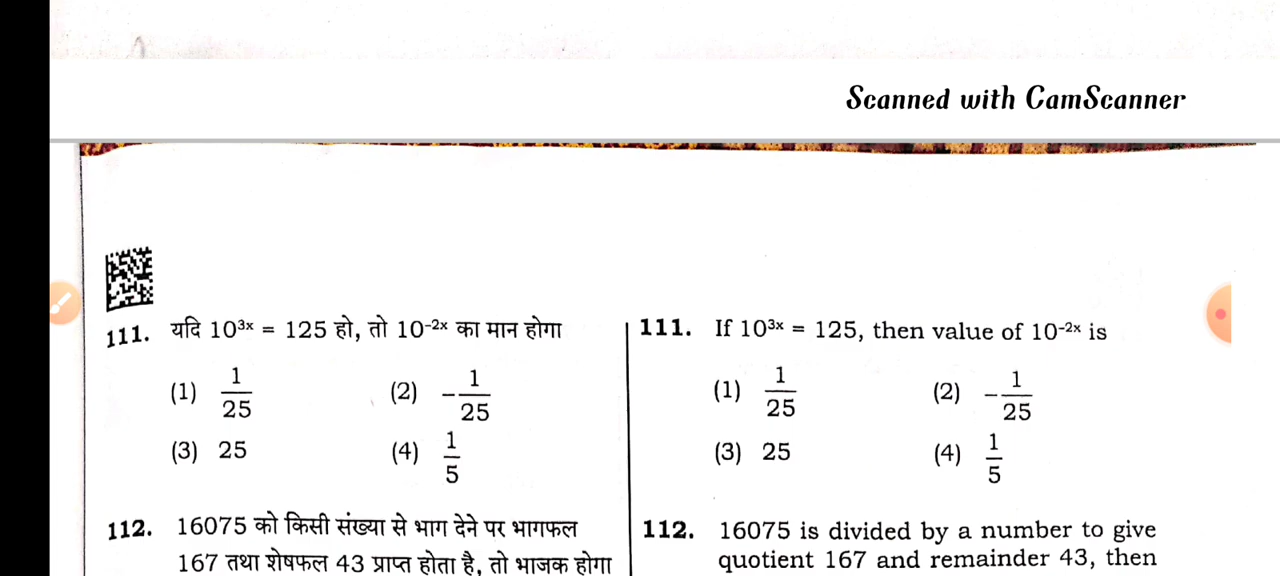 Scanned with CamScanner
111. यदि 10³ˣ = 125 हो, तो 10⁻²ˣ का मान होगा
(1) 1/25 (2) -1/25
(3) 25 (4) 1/5
112. 16075 को किसी संख्या से भाग देने पर भागफल
167 तथा शेषफल 43 प्राप्त होता है, तो भाजक होगा
111. If 10³ˣ = 125, then value of 10⁻²ˣ is
(1) 1/25 (2) -1/25
(3) 25 (4) 1/5
112. 16075 is divided by a number to give
quotient 167 and remainder 43, then